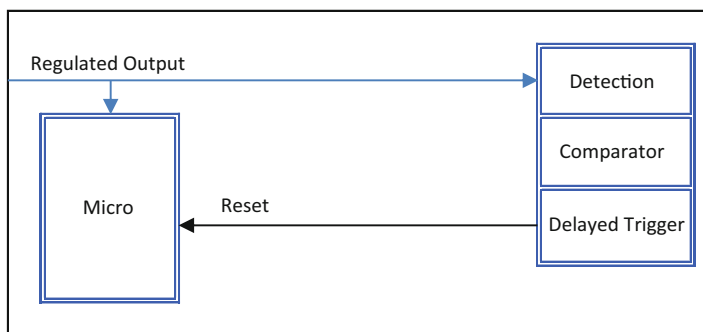 Regulated Output
Detection
Comparator
Micro
Reset
Delayed Trigger